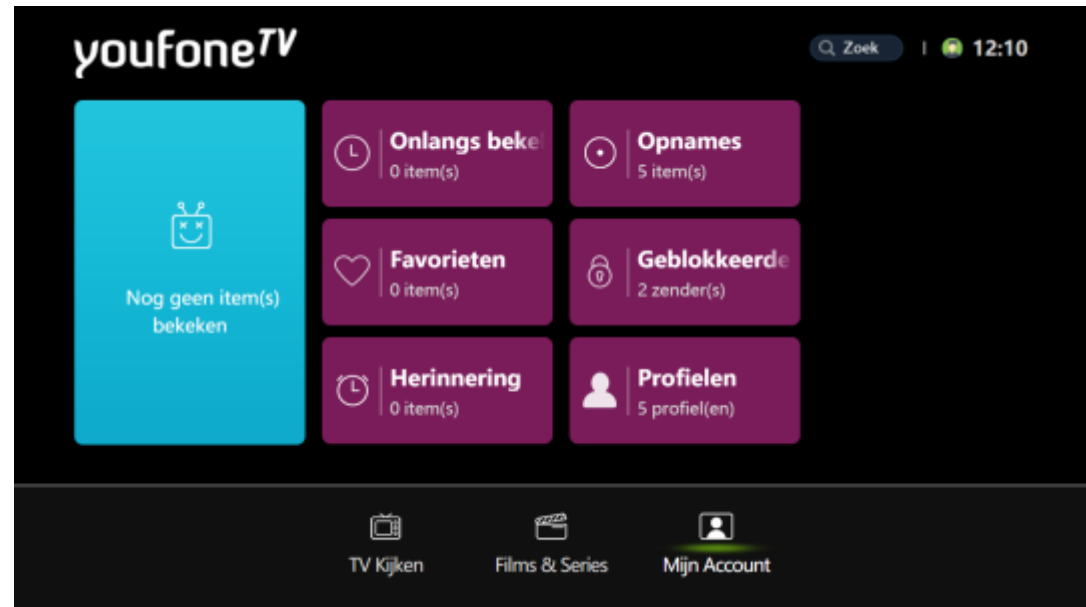 youfoneTV
Zoek
12:10
Nog geen item(s)
bekeken
Onlangs beke
0 item(s)
Opnames
5 item(s)
Favorieten
0 item(s)
Geblokkeerde
2 zender(s)
Herinnering
0 item(s)
Profielen
5 profiel(en)
TV Kijken
Films & Series
Mijn Account